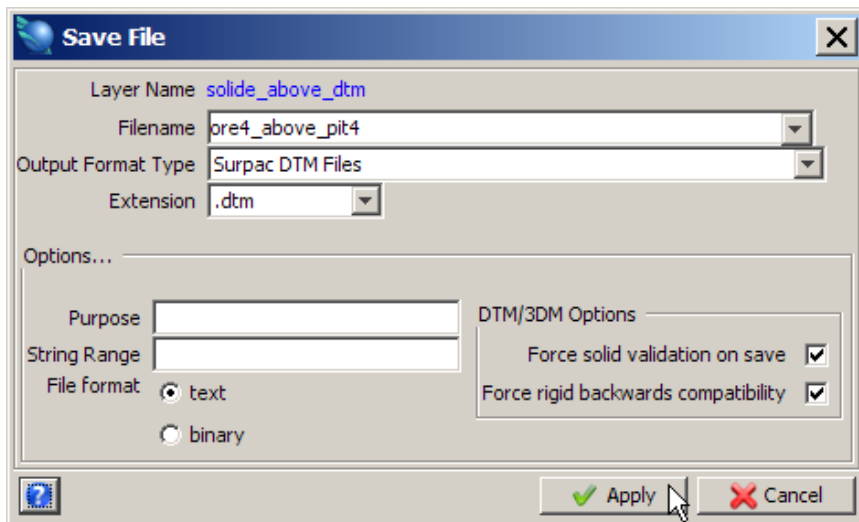 Save File
Layer Name solide_above_dtm
Filename ore4_above_pit4
Output Format Type Surpac DTM Files
Extension .dtm
Options...
Purpose
String Range
File format text
binary
DTM/3DM Options
Force solid validation on save
Force rigid backwards compatibility
? Apply Cancel